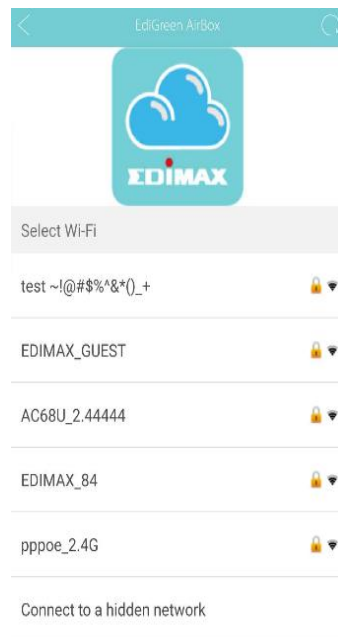 EdiGreen AirBox
EDIMAX
Select Wi-Fi
test ~!@#$%^&*()_+
EDIMAX_GUEST
AC68U_2.44444
EDIMAX_84
pppoe_2.4G
Connect to a hidden network